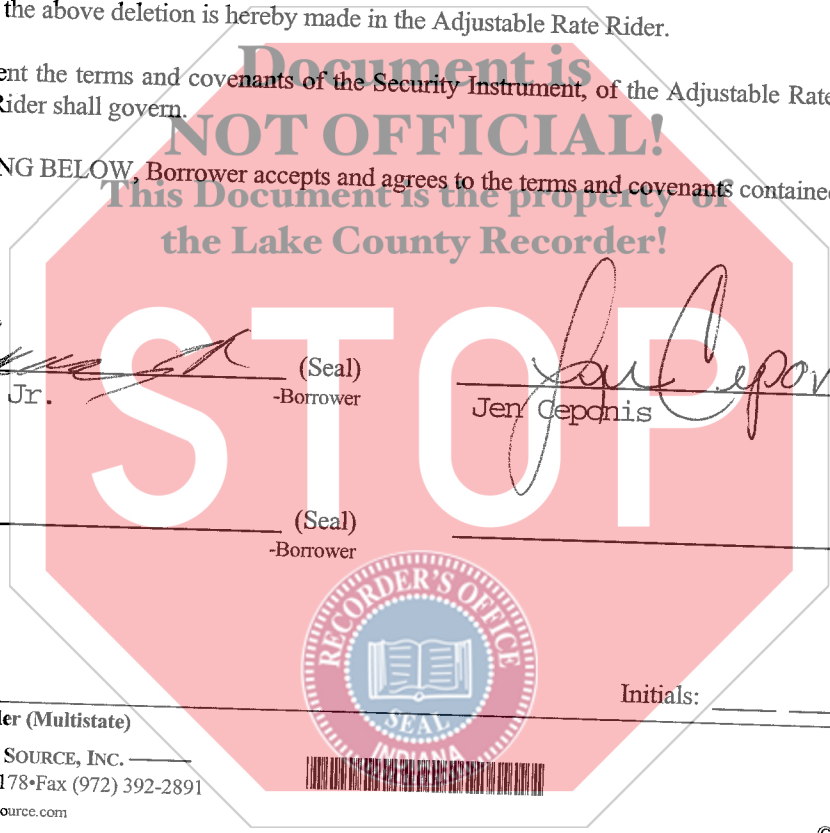 the above deletion is hereby made in the Adjustable Rate Rider.
Document is
ent the terms and covenants of the Security Instrument, of the Adjustable Rate
Rider shall govern.
NOT OFFICIAL!
NG BELOW, Borrower accepts and agrees to the terms and covenants contained
This Document is the property of
the Lake County Recorder!
STOP
(Seal)
Jr.
-Borrower
Jen Ceponis
(Seal)
-Borrower
RECORDER'S OFFICE
SEAL
INDIANA
Initials:
der (Multistate)
SOURCE, INC.
178•Fax (972) 392-2891
ource.com
©